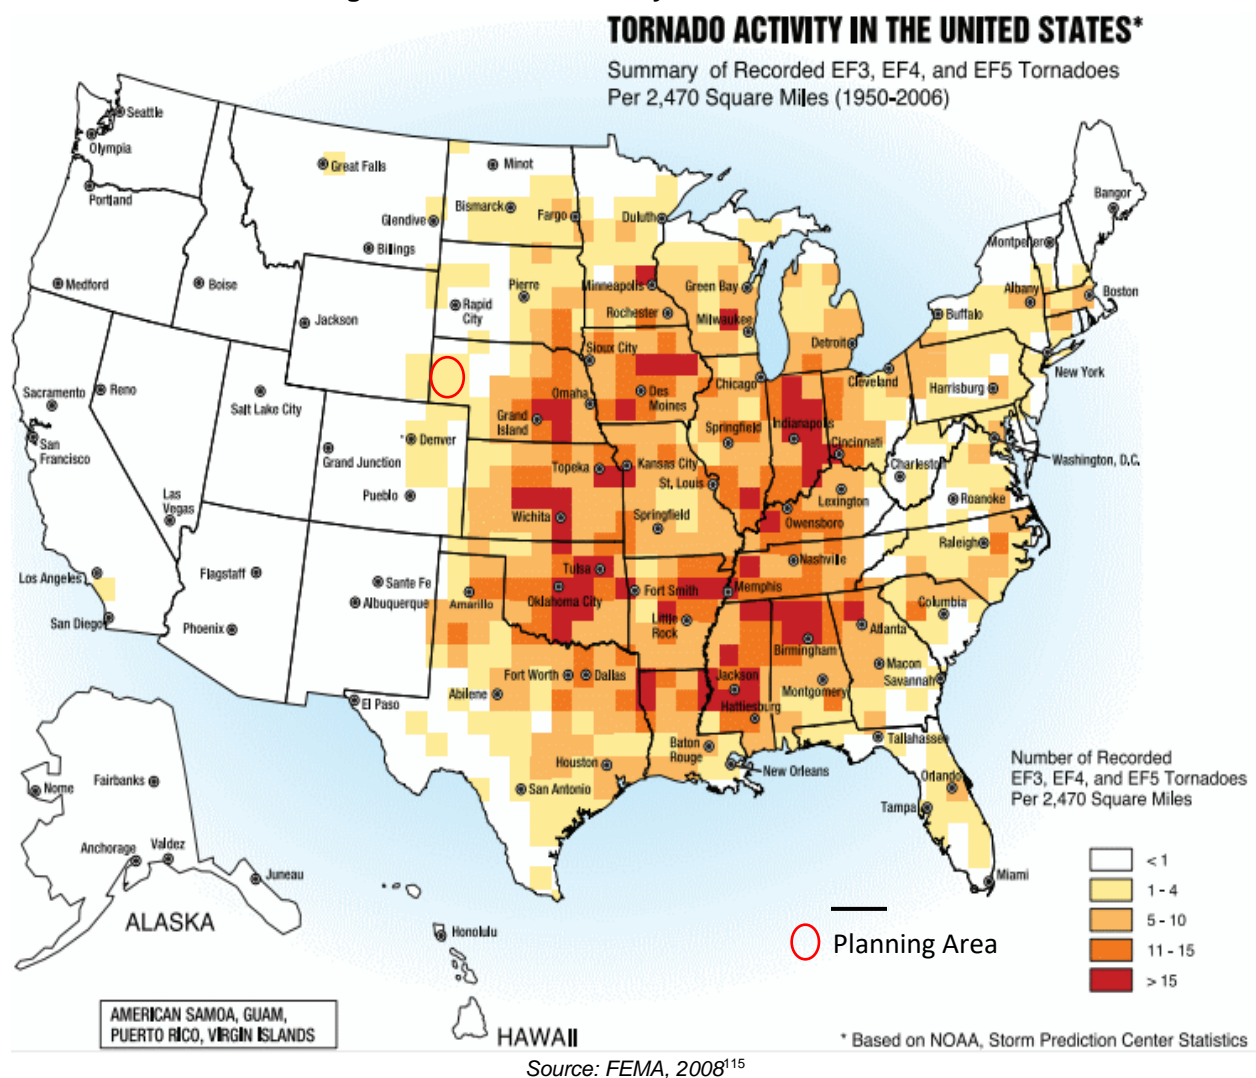 TORNADO ACTIVITY IN THE UNITED STATES*
Summary of Recorded EF3, EF4, and EF5 Tornadoes
Per 2,470 Square Miles (1950-2006)
Seattle
Olympia
Portland
Great Falls
Minot
Bismarck
Fargo
Duluth
Glendive
Billings
Bangor
Montpelier
Medford
Boise
Jackson
Rapid
City
Pierre
Minneapolis
Green Bay
Rochester
Milwaukee
Albany
Boston
Buffalo
Detroit
Sioux City
Chicago
Cleveland
New York
Sacramento
Reno
Salt Lake City
Omaha
Des
Moines
Harrisburg
San
Francisco
Denver
Grand Junction
Grand
Island
Springfield
Indianapolis
Cincinnati
Charleston
Washington, D.C.
Las
Vegas
Pueblo
Topeka
Kansas City
St. Louis
Lexington
Roanoke
Wichita
Springfield
Owensboro
Raleigh
Los Angeles
Flagstaff
Sante Fe
Albuquerque
Amarillo
Tulsa
Oklahoma City
Fort Smith
Memphis
Nashville
Columbia
San Diego
Phoenix
Little
Rock
Birmingham
Atlanta
El Paso
Abilene
Fort Worth
Dallas
Jackson
Hattiesburg
Montgomery
Macon
Savannah
Baton
Rouge
New Orleans
Tallahassee
Houston
San Antonio
Orlando
Tampa
Miami
Fairbanks
Nome
Anchorage
Valdez
Juneau
ALASKA
Honolulu
HAWAII
AMERICAN SAMOA, GUAM,
PUERTO RICO, VIRGIN ISLANDS
Number of Recorded
EF3, EF4, and EF5 Tornadoes
Per 2,470 Square Miles
< 1
1 - 4
5 - 10
11 - 15
> 15
Planning Area
* Based on NOAA, Storm Prediction Center Statistics
Source: FEMA, 2008115